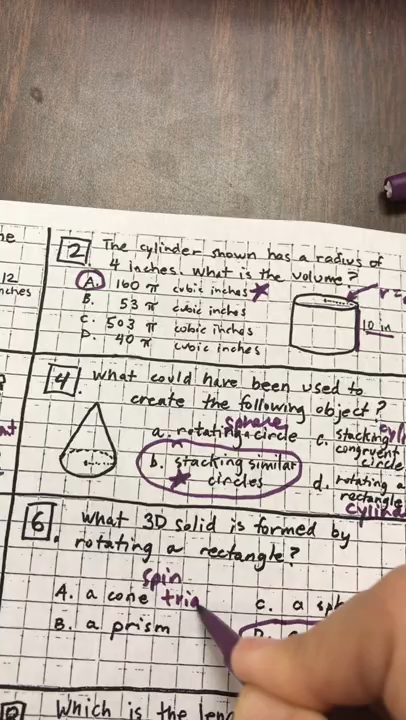 2 The cylinder shown has a radius of
4 inches. What is the volume?
A. 160 π cubic inches
B. 53 π cubic inches
C. 503 π cubic inches
D. 40 π cubic inches
10 in
12
4. What could have been used to
create the following object?
sphere
a. rotating a circle
b. stacking similar
circles
c. stacking
congruent
circle
d. rotating a
rectangle
cylinde
6. What 3D solid is formed by
rotating a rectangle?
spin
A. a cone tria
B. a prism
C. a sph
D.
Which is the len